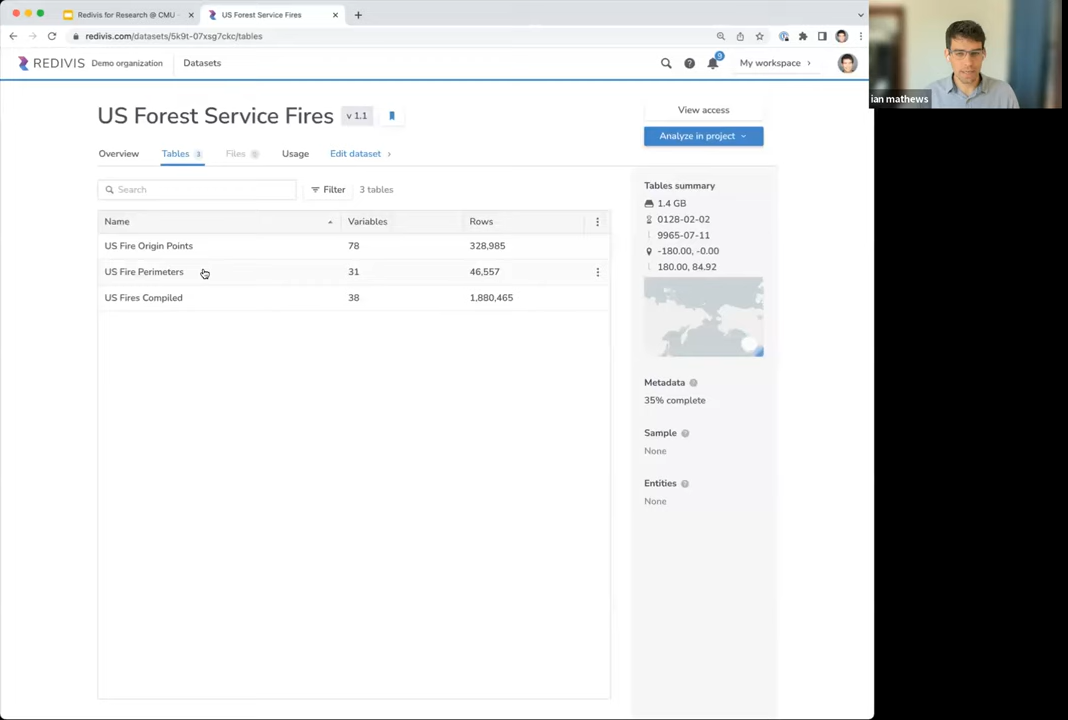 Redivis for Research @ CMU
US Forest Service Fires
redivis.com/datasets/5k9t-07xsg7ckc/tables
REDIVIS Demo organization Datasets
9
My workspace
ian mathews
US Forest Service Fires v 1.1
View access
Analyze in project
Overview Tables 3 Files Usage Edit dataset
Search
Filter 3 tables
Name Variables Rows
US Fire Origin Points 78 328,985
US Fire Perimeters 31 46,557
US Fires Compiled 38 1,880,465
Tables summary
1.4 GB
0128-02-02
9965-07-11
-180.00, -0.00
180.00, 84.92
Metadata
35% complete
Sample
None
Entities
None